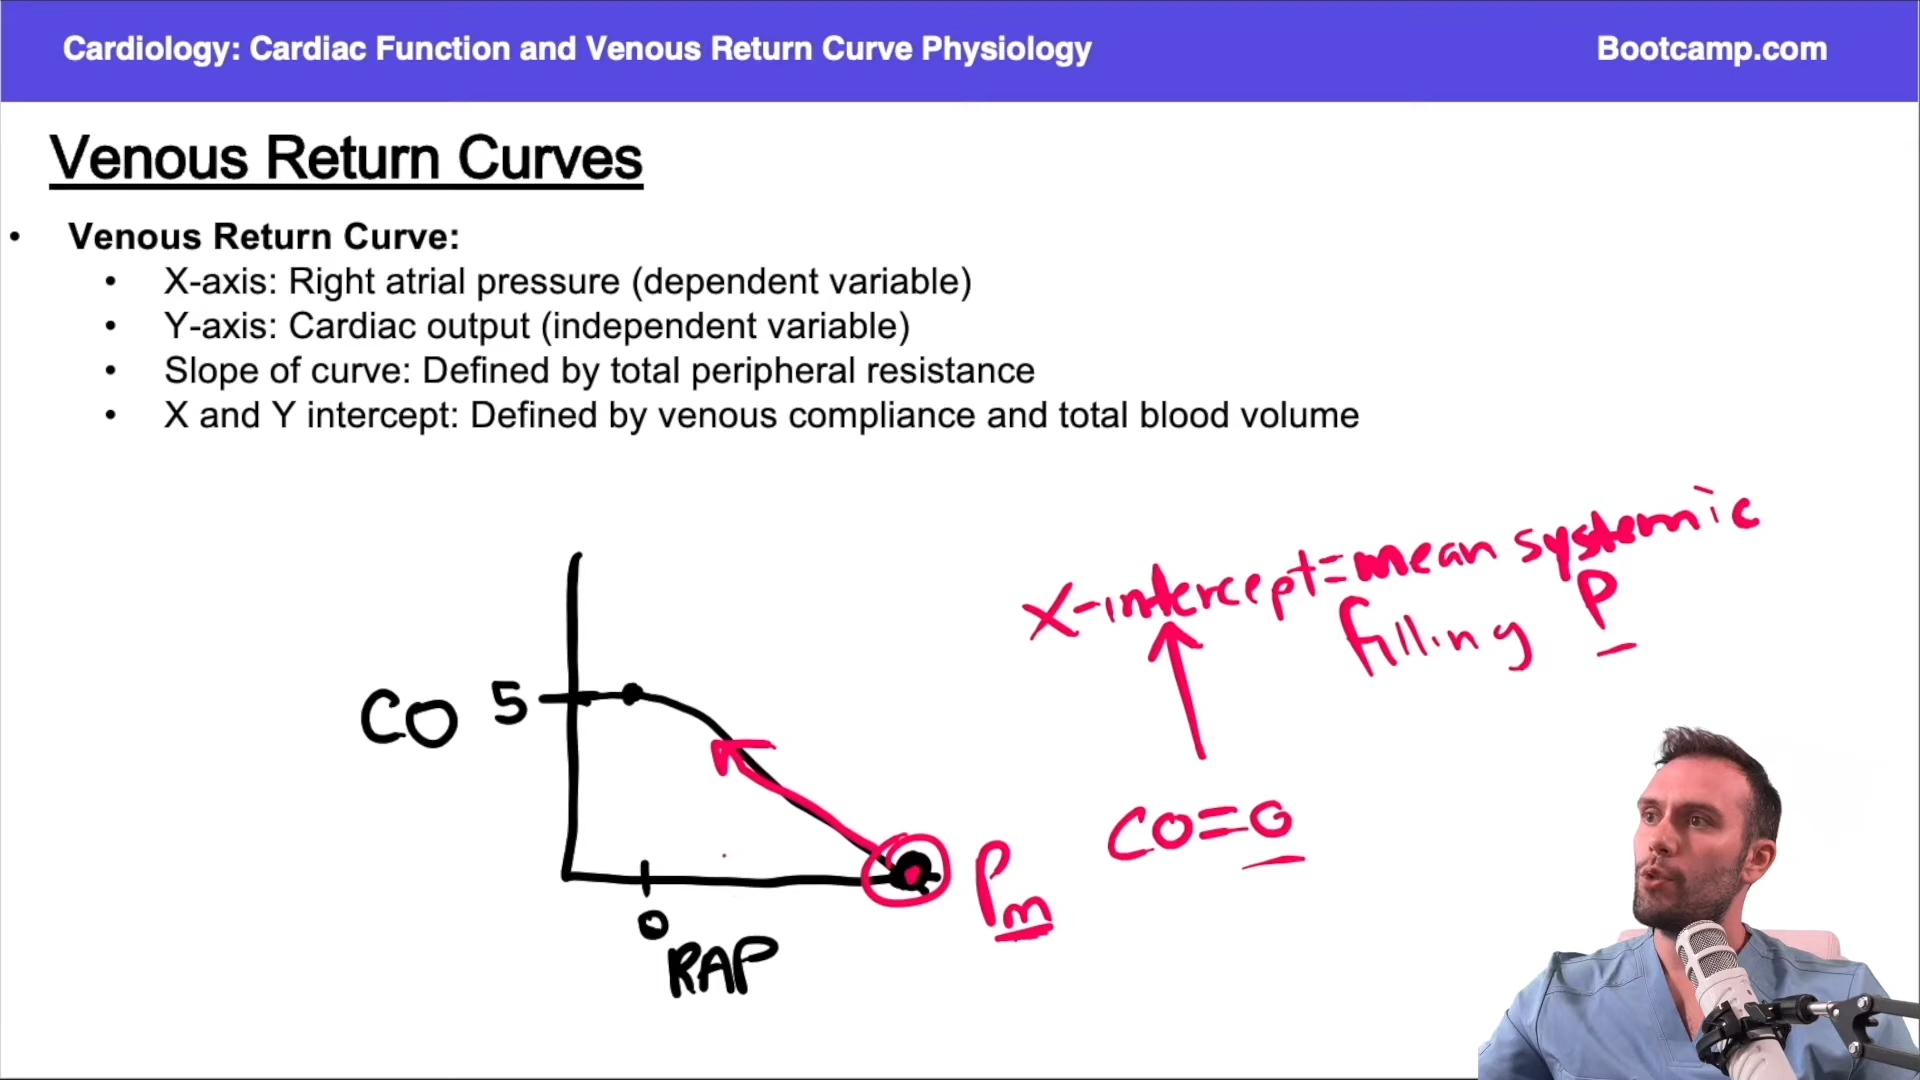 Cardiology: Cardiac Function and Venous Return Curve Physiology
Bootcamp.com
Venous Return Curves
• Venous Return Curve:
• X-axis: Right atrial pressure (dependent variable)
• Y-axis: Cardiac output (independent variable)
• Slope of curve: Defined by total peripheral resistance
• X and Y intercept: Defined by venous compliance and total blood volume
X-intercept=mean systemic
filling P
CO 5
CO=0
Pm
0
RAP